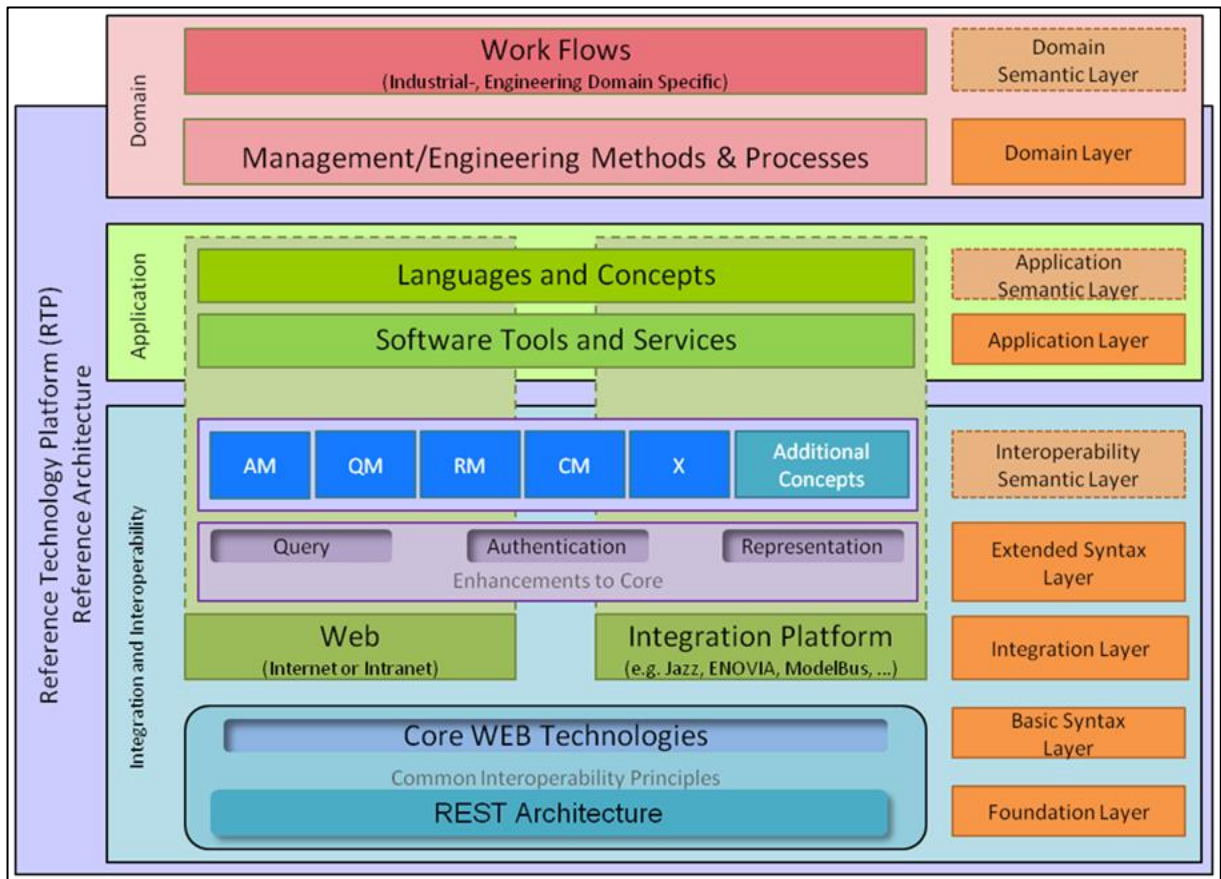 Reference Technology Platform (RTP)
Reference Architecture
Domain
Work Flows
(Industrial-, Engineering Domain Specific)
Domain
Semantic Layer
Management/Engineering Methods & Processes
Domain Layer
Application
Languages and Concepts
Application
Semantic Layer
Software Tools and Services
Application Layer
Integration and Interoperability
AM
QM
RM
CM
X
Additional
Concepts
Interoperability
Semantic Layer
Query
Authentication
Representation
Enhancements to Core
Extended Syntax
Layer
Web
(Internet or Intranet)
Integration Platform
(e.g. Jazz, ENOVIA, ModelBus, ...)
Integration Layer
Core WEB Technologies
Basic Syntax
Layer
Common Interoperability Principles
REST Architecture
Foundation Layer